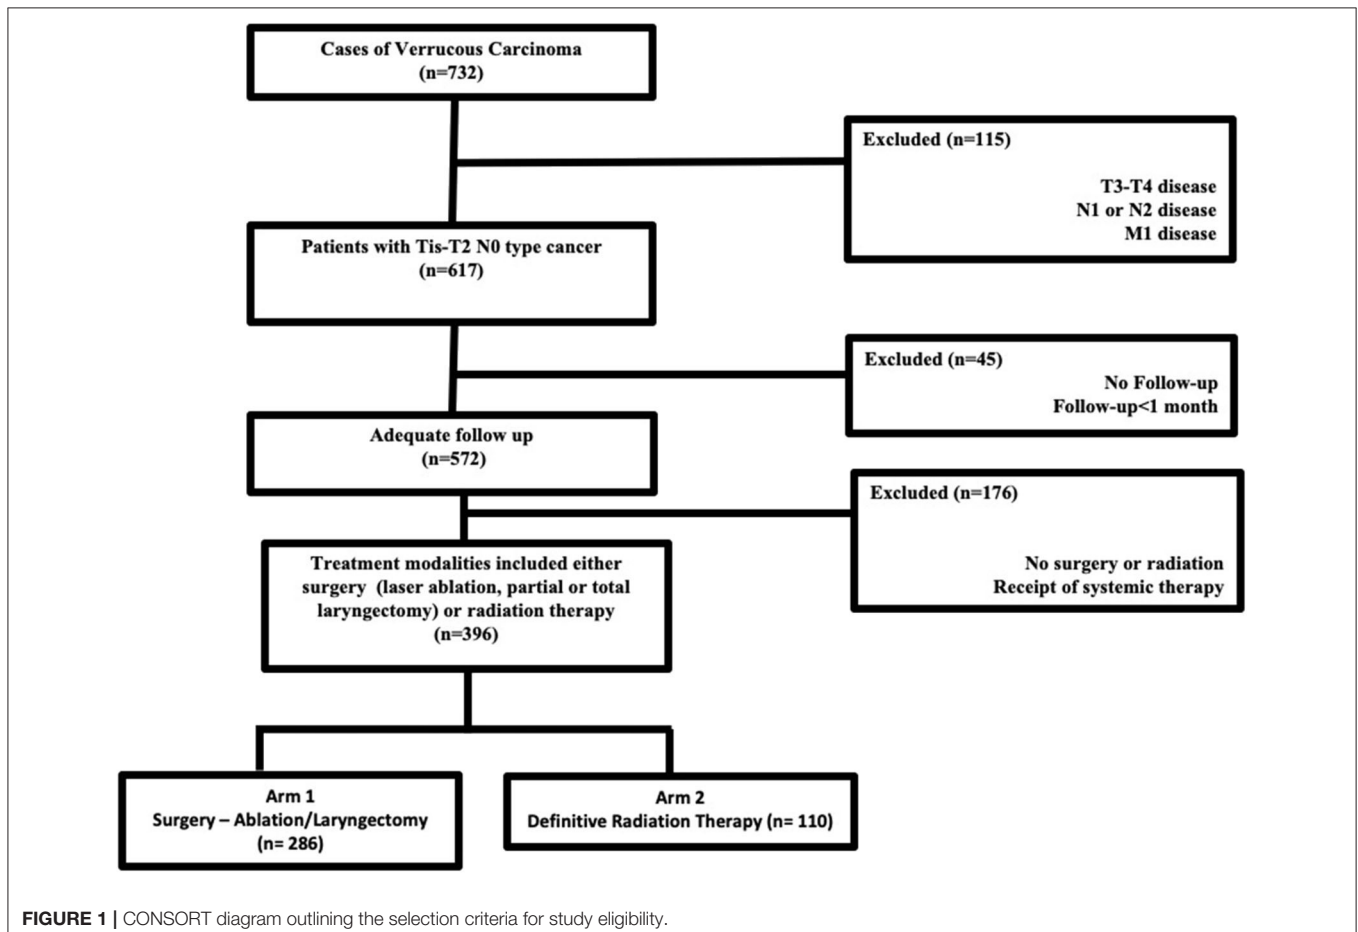 Cases of Verrucous Carcinoma
(n=732)
Excluded (n=115)
T3-T4 disease
N1 or N2 disease
M1 disease
Patients with Tis-T2 N0 type cancer
(n=617)
Excluded (n=45)
No Follow-up
Follow-up<1 month
Adequate follow up
(n=572)
Excluded (n=176)
No surgery or radiation
Receipt of systemic therapy
Treatment modalities included either
surgery (laser ablation, partial or total
laryngectomy) or radiation therapy
(n=396)
Arm 1
Surgery – Ablation/Laryngectomy
(n= 286)
Arm 2
Definitive Radiation Therapy (n= 110)
FIGURE 1 | CONSORT diagram outlining the selection criteria for study eligibility.